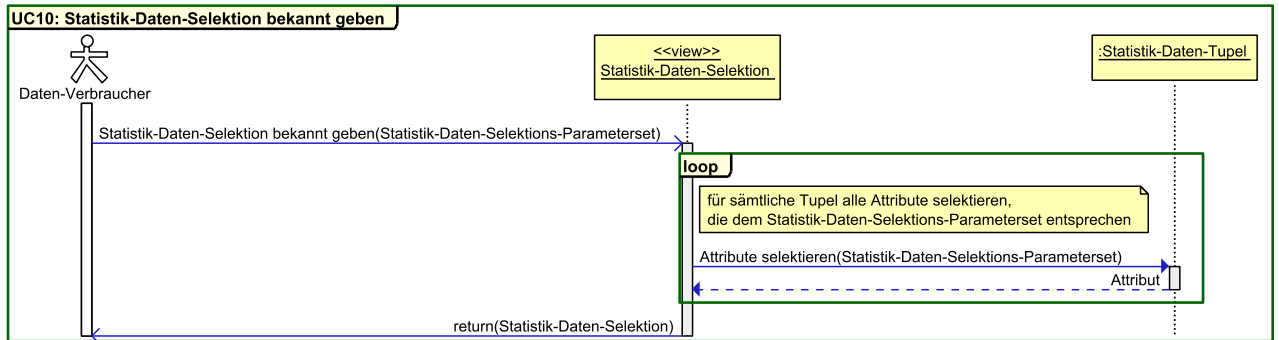 UC10: Statistik-Daten-Selektion bekannt geben
<<view>>
Statistik-Daten-Selektion
:Statistik-Daten-Tupel
Daten-Verbraucher
Statistik-Daten-Selektion bekannt geben(Statistik-Daten-Selektions-Parameterset)
loop
für sämtliche Tupel alle Attribute selektieren,
die dem Statistik-Daten-Selektions-Parameterset entsprechen
Attribute selektieren(Statistik-Daten-Selektions-Parameterset)
Attribut
return(Statistik-Daten-Selektion)